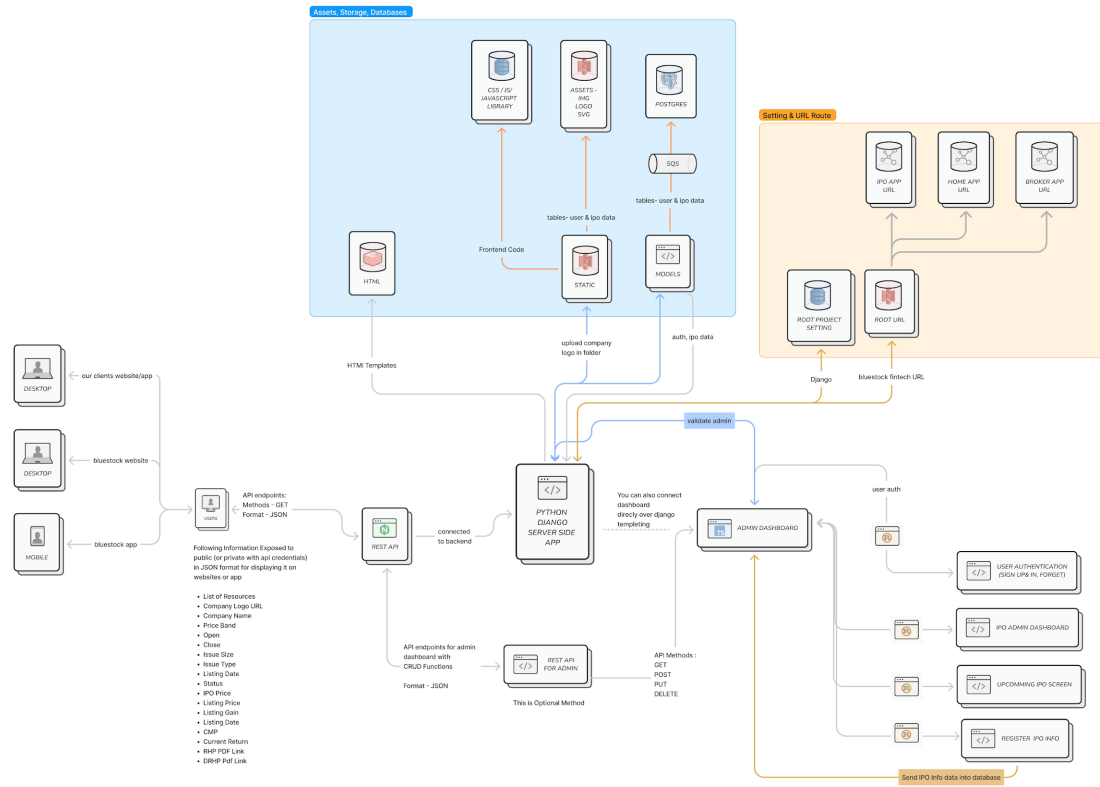 Assets, Storage, Databases
CSS / JS/
JAVASCRIPT
LIBRARY
ASSETS -
IMG
LOGO
SVG
POSTGRES
SQS
tables- user & ipo data
tables- user & ipo data
Frontend Code
HTML
STATIC
MODELS
Setting & URL Route
IPO APP
URL
HOME APP
URL
BROKER APP
URL
ROOT PROJECT
SETTING
ROOT URL
upload company
logo in folder
auth, ipo data
HTMl Templates
Django
bluestock fintech URL
DESKTOP
our clients website/app
DESKTOP
bluestock website
MOBILE
bluestock app
USERS
API endpoints:
Methods - GET
Format - JSON
Following Information Exposed to
public (or private with api credentials)
in JSON format for displaying it on
websites or app
• List of Resources
• Company Logo URL
• Company Name
• Price Band
• Open
• Close
• Issue Size
• Issue Type
• Listing Date
• Status
• IPO Price
• Listing Price
• Listing Gain
• Listing Date
• CMP
• Current Return
• RHP PDF Link
• DRHP Pdf Link
REST API
connected
to backend
PYTHON
DJANGO
SERVER SIDE
APP
validate admin
You can also connect
dashboard
direcly over django
templeting
TS
ADMIN DASHBOARD
user auth
USER AUTHENTICATION
(SIGN UP& IN, FORGET)
IPO ADMIN DASHBOARD
UPCOMMING IPO SCREEN
REGISTER IPO INFO
Send IPO Info data into database
API endpoints for admin
dashboard with
CRUD Functions
Format - JSON
REST API
FOR ADMIN
This is Optional Method
API Methods :
GET
POST
PUT
DELETE